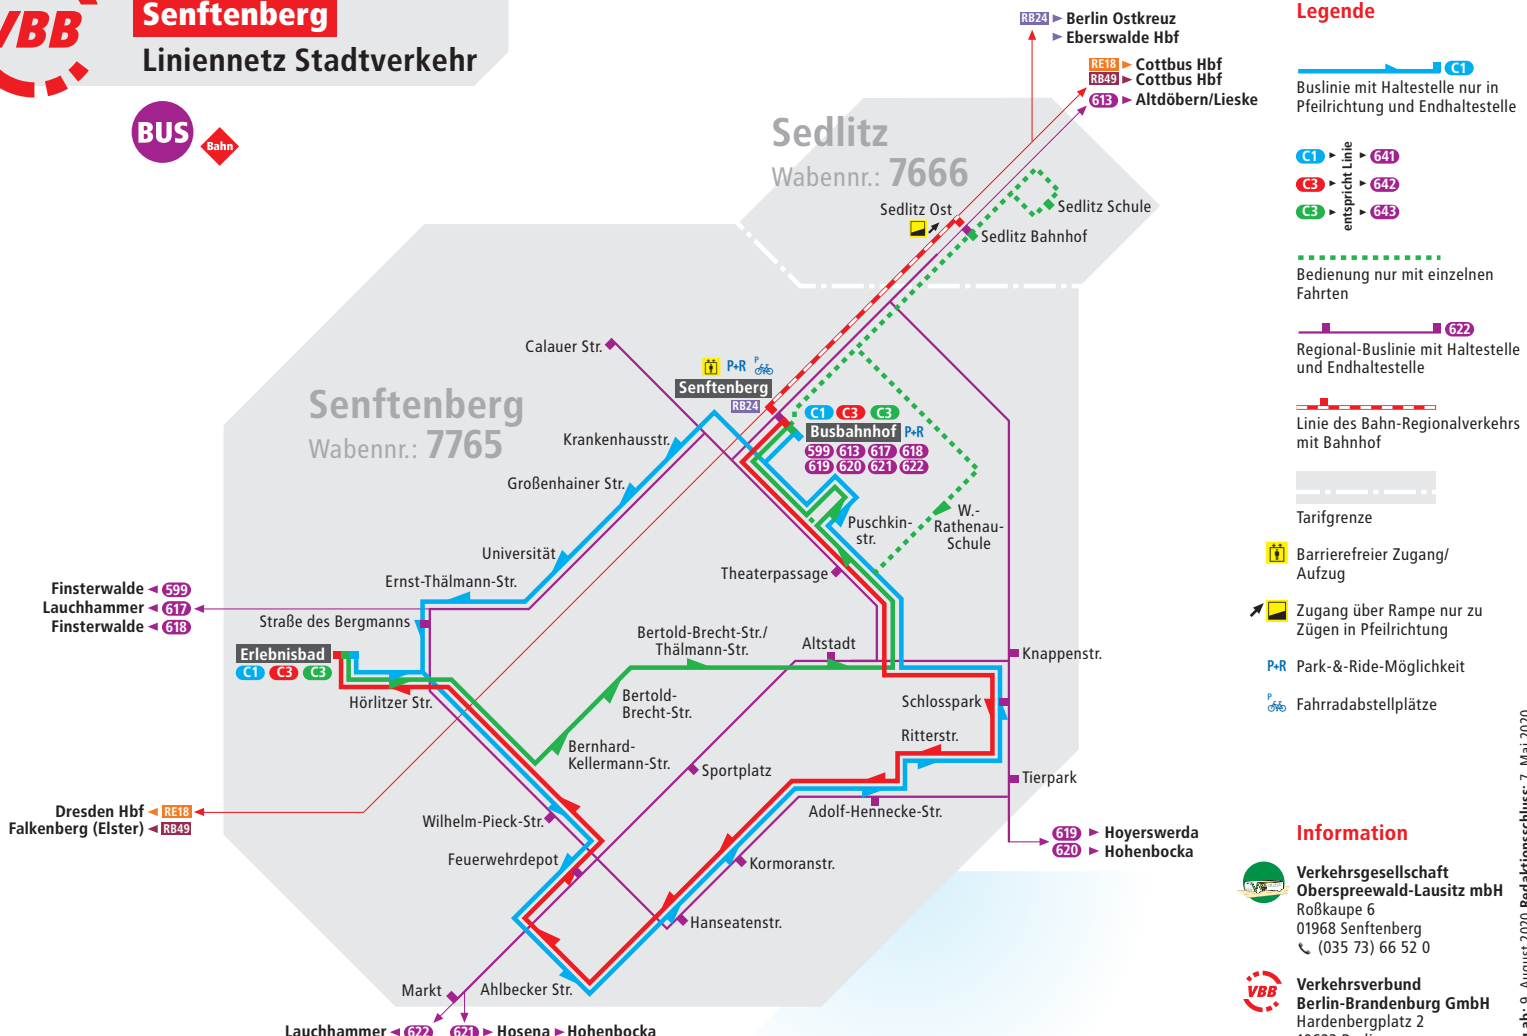 VBB
Senftenberg
Liniennetz Stadtverkehr
BUS
Bahn
RB24 Berlin Ostkreuz
Eberswalde Hbf
RE18 Cottbus Hbf
RB49 Cottbus Hbf
613 Altdöbern/Lieske
Sedlitz
Wabennr.: 7666
Sedlitz Ost
Sedlitz Schule
Sedlitz Bahnhof
Senftenberg
Wabennr.: 7765
Calauer Str.
P+R
P
Senftenberg
RB24
C1 C3 C3
Busbahnhof P+R
599 613 617 618
619 620 621 622
Krankenhausstr.
Großenhainer Str.
Universität
Ernst-Thälmann-Str.
Straße des Bergmanns
Finsterwalde 599
Lauchhammer 617
Finsterwalde 618
Erlebnisbad
C1 C3 C3
Hörlitzer Str.
Puschkin-
str.
W.-
Rathenau-
Schule
Theaterpassage
Bertold-Brecht-Str./
Thälmann-Str.
Altstadt
Knappenstr.
Bertold-
Brecht-Str.
Schlosspark
Ritterstr.
Bernhard-
Kellermann-Str.
Sportplatz
Tierpark
Adolf-Hennecke-Str.
Dresden Hbf RE18
Falkenberg (Elster) RB49
Wilhelm-Pieck-Str.
Feuerwehrdepot
Kormoranstr.
619 Hoyerswerda
620 Hohenbocka
Hanseatenstr.
Markt
Ahlbecker Str.
Lauchhammer 622
621 Hosena Hohenbocka
Legende
C1
Buslinie mit Haltestelle nur in
Pfeilrichtung und Endhaltestelle
C1 641
C3 642
C3 643
entspricht Linie
Bedienung nur mit einzelnen
Fahrten
622
Regional-Buslinie mit Haltestelle
und Endhaltestelle
Linie des Bahn-Regionalverkehrs
mit Bahnhof
Tarifgrenze
Barrierefreier Zugang/
Aufzug
Zugang über Rampe nur zu
Zügen in Pfeilrichtung
P+R Park-&-Ride-Möglichkeit
P Fahrradabstellplätze
Information
Verkehrsgesellschaft
Oberspreewald-Lausitz mbH
Roßkaupe 6
01968 Senftenberg
(035 73) 66 52 0
VBB
Verkehrsverbund
Berlin-Brandenburg GmbH
Hardenbergplatz 2
9. August 2020 Redaktionsschluss: 7. Mai 2020